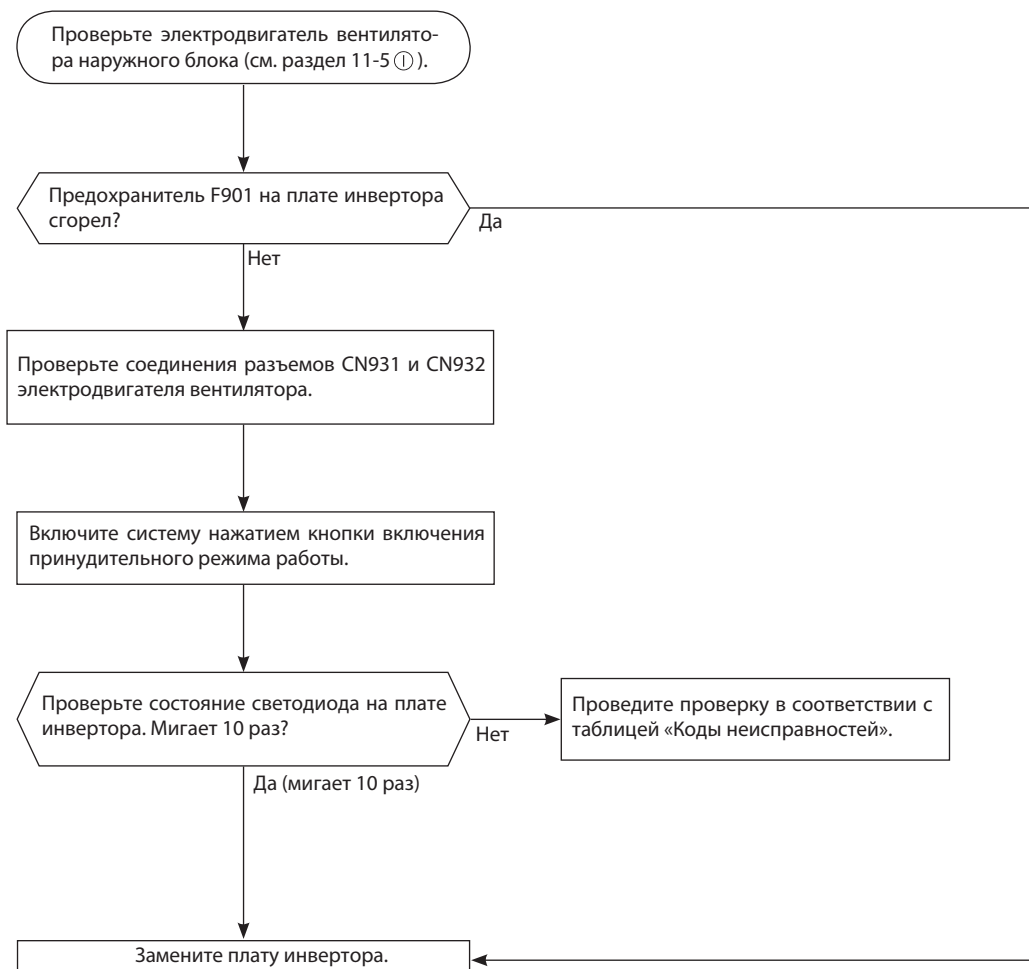 Проверьте электродвигатель вентилято-
ра наружного блока (см. раздел 11-5 Ⓘ ).
Предохранитель F901 на плате инвертора
сгорел?
Да
Нет
Проверьте соединения разъемов CN931 и CN932
электродвигателя вентилятора.
Включите систему нажатием кнопки включения
принудительного режима работы.
Проверьте состояние светодиода на плате
инвертора. Мигает 10 раз?
Нет
Проведите проверку в соответствии с
таблицей «Коды неисправностей».
Да (мигает 10 раз)
Замените плату инвертора.